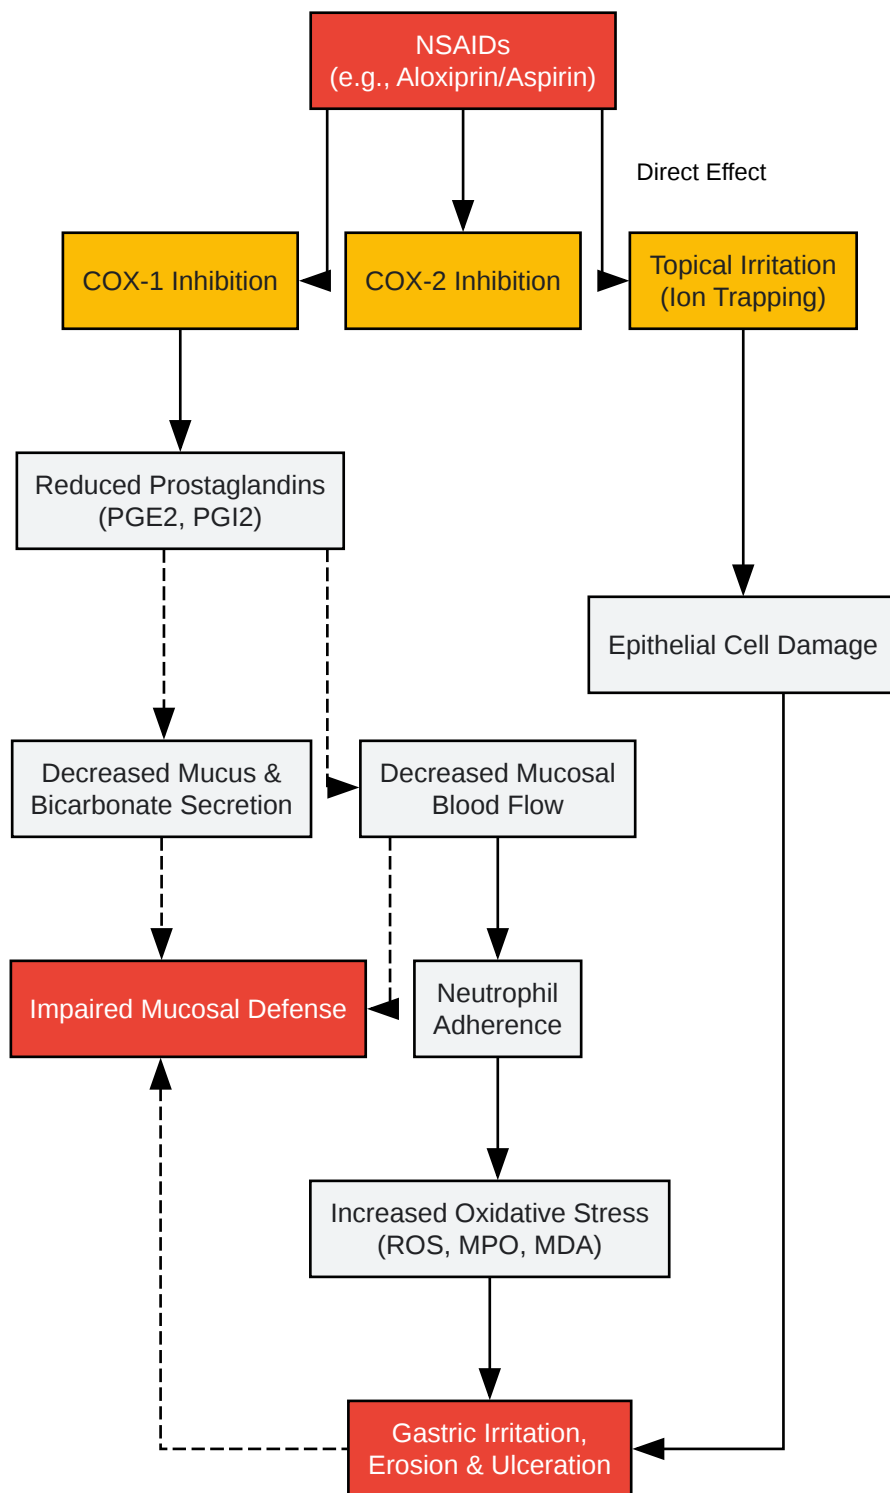 NSAIDs
(e.g., Aloxiprin/Aspirin)
Direct Effect
COX-1 Inhibition
COX-2 Inhibition
Topical Irritation
(Ion Trapping)
Reduced Prostaglandins
(PGE2, PGI2)
Epithelial Cell Damage
Decreased Mucus &
Bicarbonate Secretion
Decreased Mucosal
Blood Flow
Impaired Mucosal Defense
Neutrophil
Adherence
Increased Oxidative Stress
(ROS, MPO, MDA)
Gastric Irritation,
Erosion & Ulceration